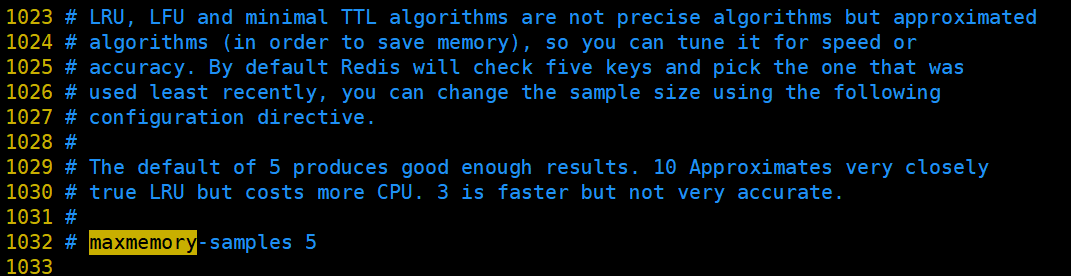 1023 # LRU, LFU and minimal TTL algorithms are not precise algorithms but approximated
1024 # algorithms (in order to save memory), so you can tune it for speed or
1025 # accuracy. By default Redis will check five keys and pick the one that was
1026 # used least recently, you can change the sample size using the following
1027 # configuration directive.
1028 #
1029 # The default of 5 produces good enough results. 10 Approximates very closely
1030 # true LRU but costs more CPU. 3 is faster but not very accurate.
1031 #
1032 # maxmemory-samples 5
1033